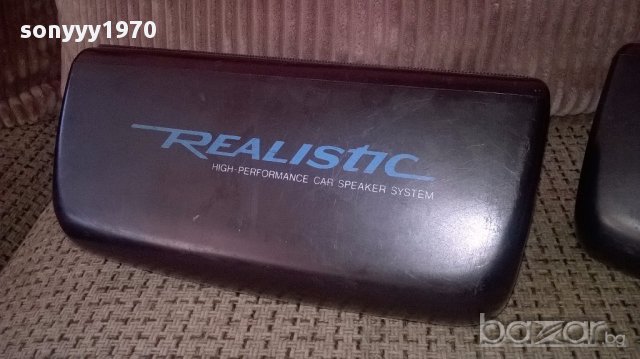 sonyyy1970
REALISTIC
HIGH-PERFORMANCE CAR SPEAKER SYSTEM
bazar.bg